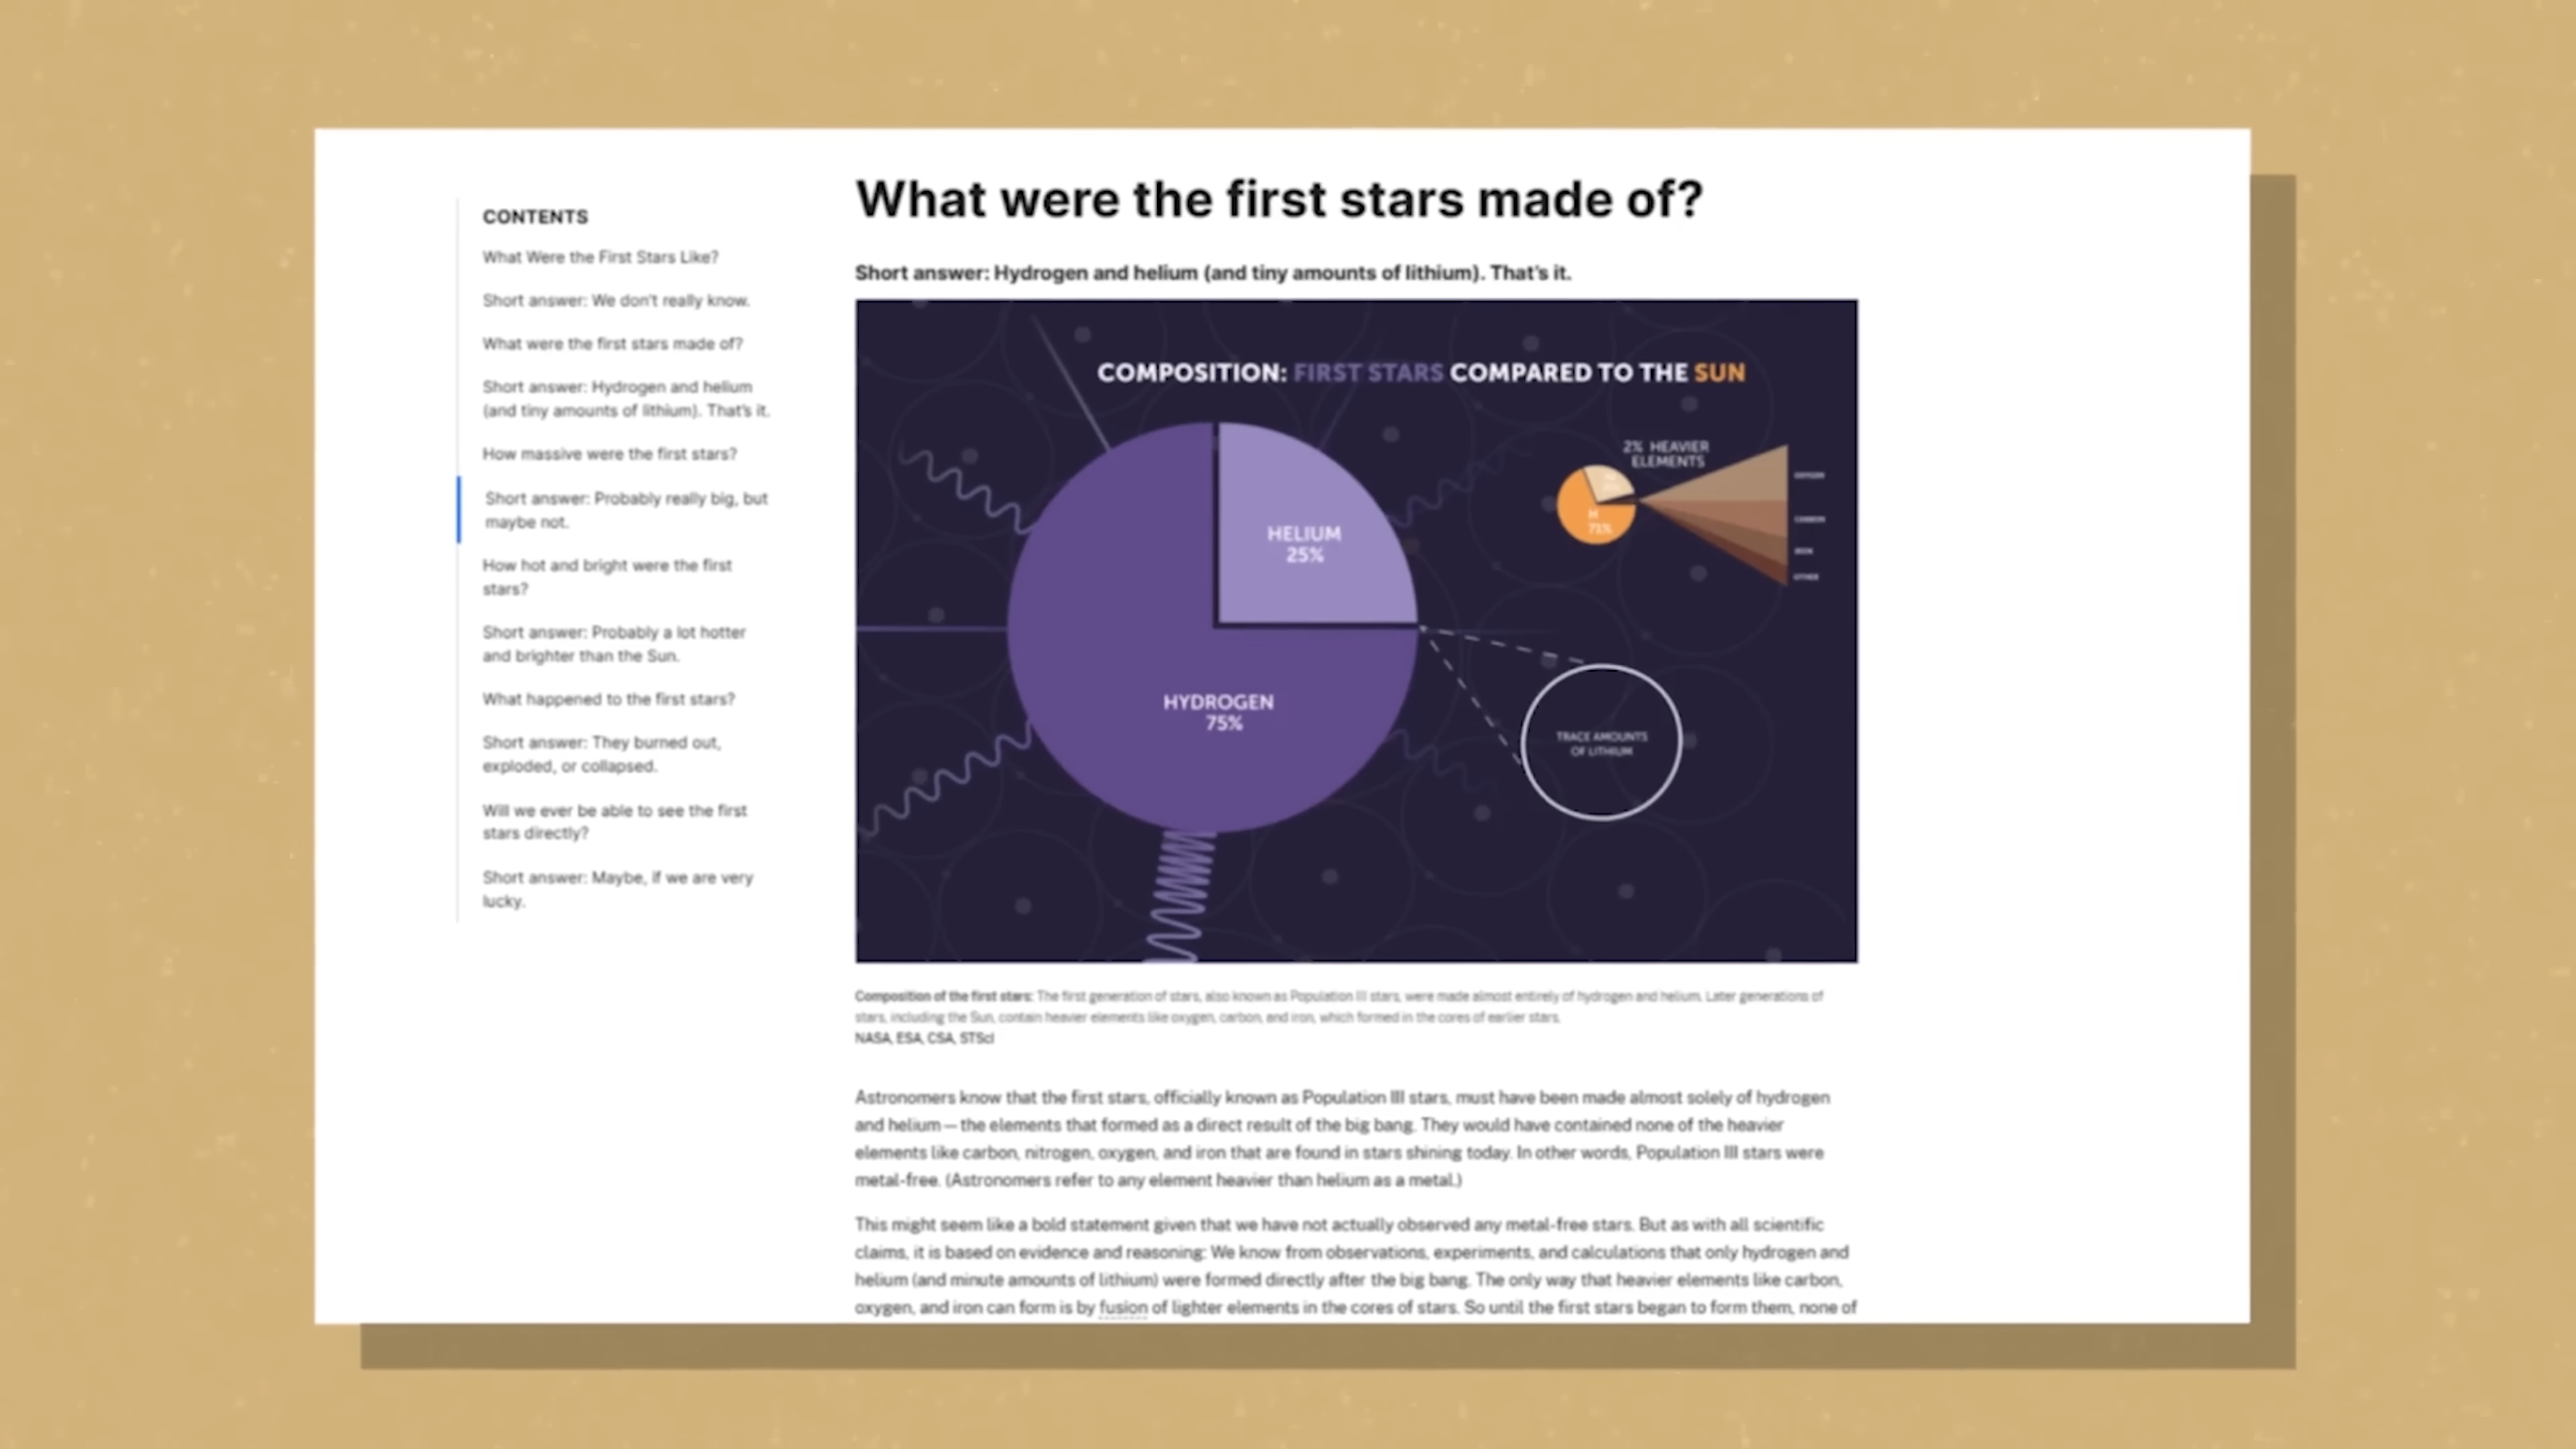 CONTENTS
What Were the First Stars Like?
Short answer: We don't really know.
What were the first stars made of?
Short answer: Hydrogen and helium
(and tiny amounts of lithium). That's it.
How massive were the first stars?
Short answer: Probably really big, but
maybe not.
How hot and bright were the first
stars?
Short answer: Probably a lot hotter
and brighter than the Sun.
What happened to the first stars?
Short answer: They burned out,
exploded, or collapsed.
Will we ever be able to see the first
stars directly?
Short answer: Maybe, if we are very
lucky.
What were the first stars made of?
Short answer: Hydrogen and helium (and tiny amounts of lithium). That's it.
COMPOSITION: FIRST STARS COMPARED TO THE SUN
HELIUM
25%
HYDROGEN
75%
2% HEAVIER
ELEMENTS
H
71%
OXYGEN
CARBON
OTHER
TRACE AMOUNTS
OF LITHIUM
Composition of the first stars: The first generation of stars, also known as Population III stars, were made almost entirely of hydrogen and helium. Later generations of
stars, including the Sun, contain heavier elements like oxygen, carbon, and iron, which formed in the cores of earlier stars.
NASA, ESA, CSA, STScI
Astronomers know that the first stars, officially known as Population III stars, must have been made almost solely of hydrogen
and helium—the elements that formed as a direct result of the big bang. They would have contained none of the heavier
elements like carbon, nitrogen, oxygen, and iron that are found in stars shining today. In other words, Population III stars were
metal-free. (Astronomers refer to any element heavier than helium as a metal.)
This might seem like a bold statement given that we have not actually observed any metal-free stars. But as with all scientific
claims, it is based on evidence and reasoning: We know from observations, experiments, and calculations that only hydrogen and
helium (and minute amounts of lithium) were formed directly after the big bang. The only way that heavier elements like carbon,
oxygen, and iron can form is by fusion of lighter elements in the cores of stars. So until the first stars began to form them, none of